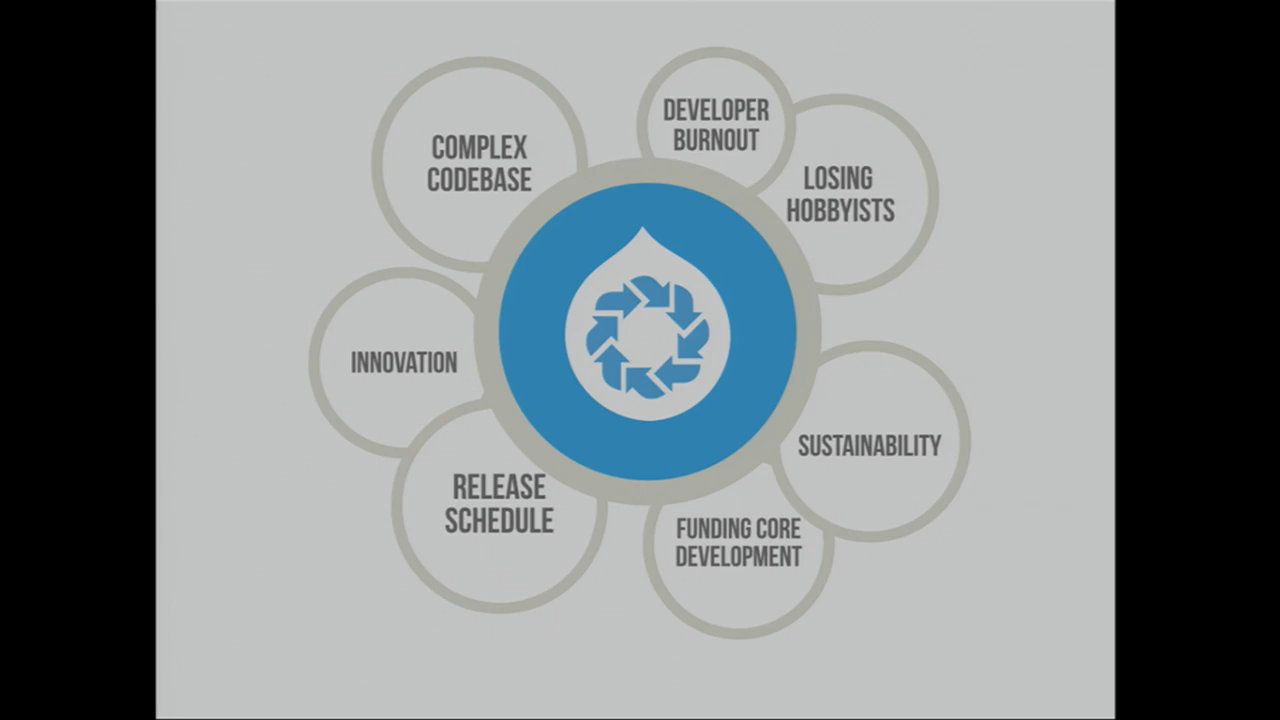 DEVELOPER
BURNOUT
COMPLEX
CODEBASE
LOSING
HOBBYISTS
INNOVATION
SUSTAINABILITY
RELEASE
SCHEDULE
FUNDING CORE
DEVELOPMENT